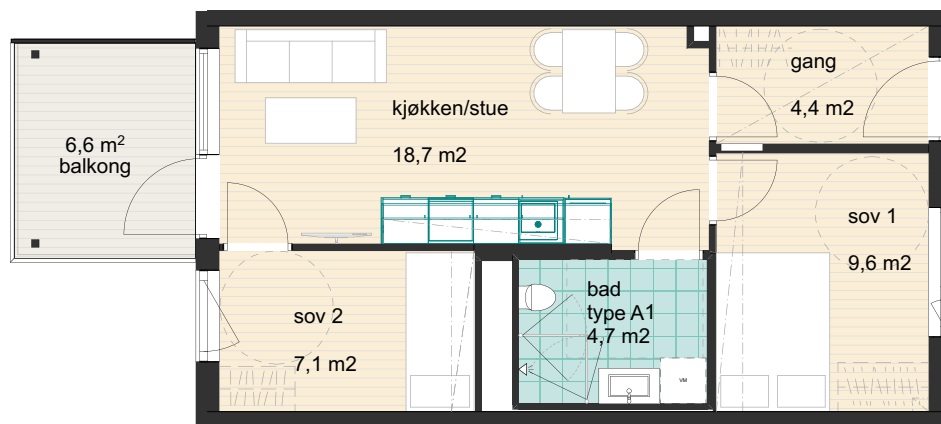 gang
4,4 m2
kjøkken/stue
18,7 m2
6,6 m²
balkong
sov 1
9,6 m2
bad
type A1
4,7 m2
sov 2
7,1 m2
VM